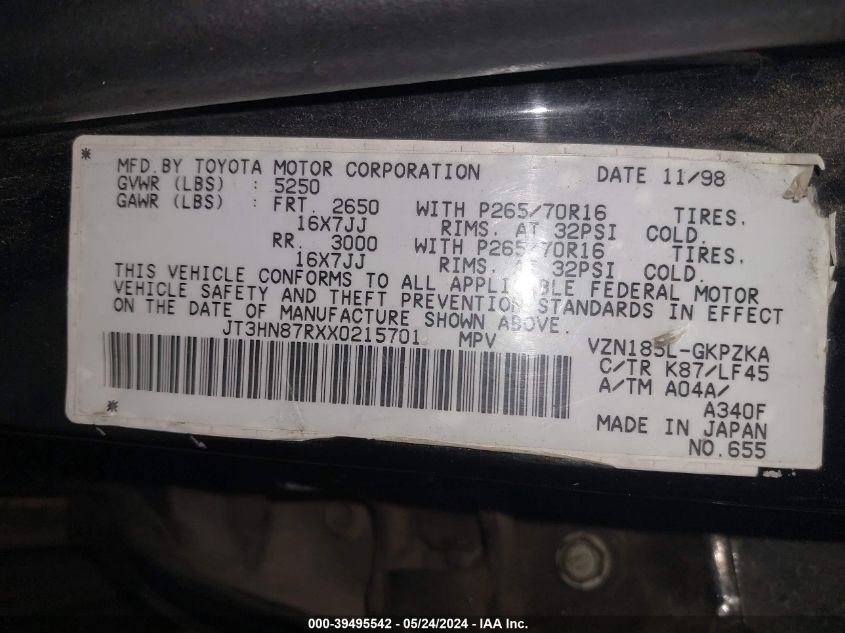 * MFD.BY TOYOTA MOTOR CORPORATION DATE 11/98
GVWR (LBS) : 5250
GAWR (LBS) : FRT. 2650 WITH P265/70R16 TIRES.
16X7JJ RIMS. AT 32PSI COLD.
RR. 3000 WITH P265/70R16 TIRES.
16X7JJ RIMS. 32PSI COLD.
THIS VEHICLE CONFORMS TO ALL APPLICABLE FEDERAL MOTOR
VEHICLE SAFETY AND THEFT PREVENTION STANDARDS IN EFFECT
ON THE DATE OF MANUFACTURE SHOWN ABOVE.
JT3HN87RXX0215701 MPV VZN185L-GKPZKA
C/TR K87/LF45
A/TM A04A/
A340F
* MADE IN JAPAN
NO.655
000-39495542 - 05/24/2024 - IAA Inc.